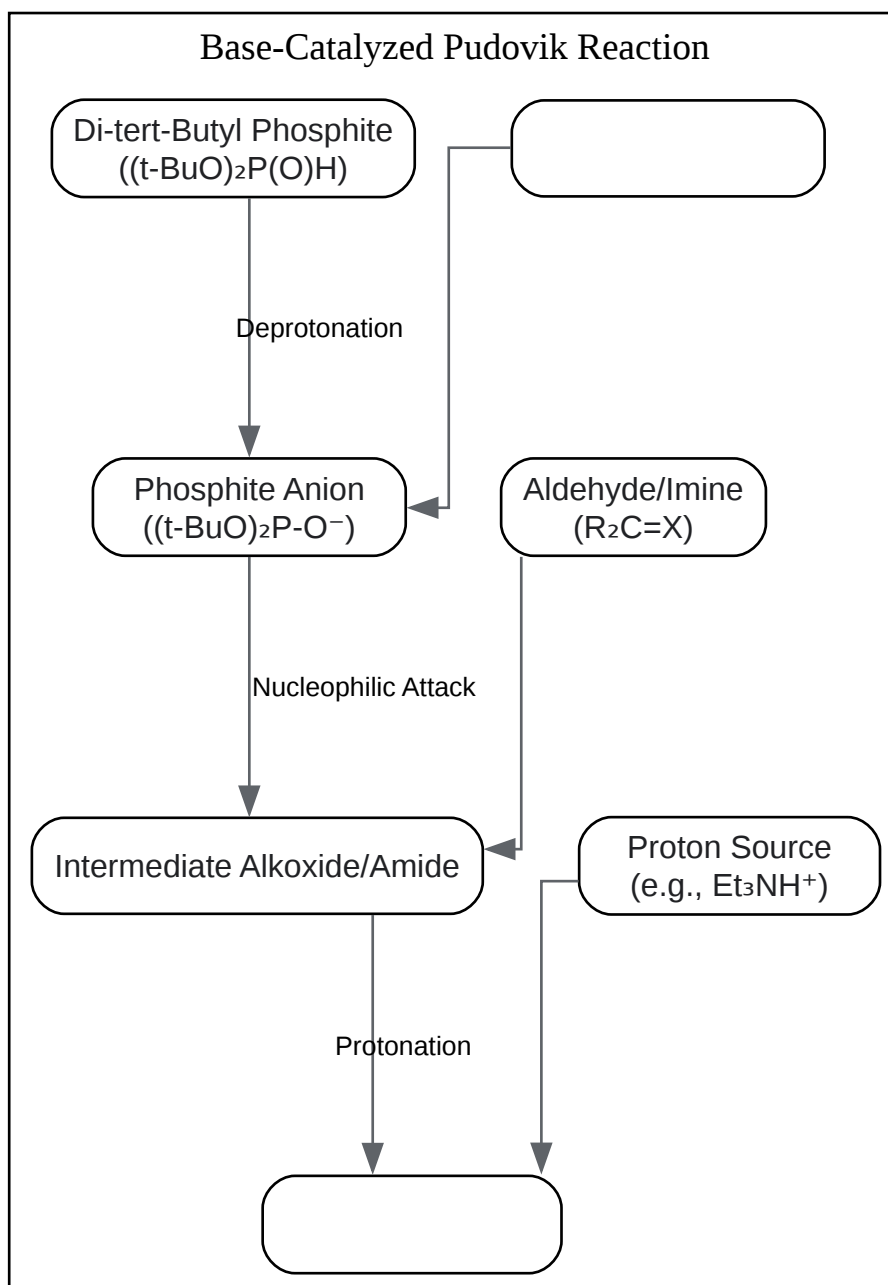 Base-Catalyzed Pudovik Reaction
Di-tert-Butyl Phosphite
((t-BuO)₂P(O)H)
Deprotonation
Phosphite Anion
((t-BuO)₂P-O⁻)
Aldehyde/Imine
(R₂C=X)
Nucleophilic Attack
Intermediate Alkoxide/Amide
Proton Source
(e.g., Et₃NH⁺)
Protonation